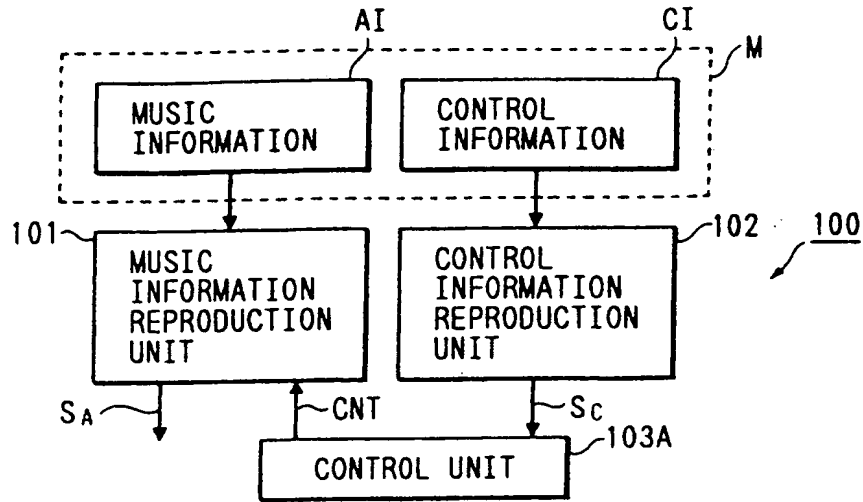 AI
CI
M
MUSIC
INFORMATION
CONTROL
INFORMATION
101
102
100
MUSIC
INFORMATION
REPRODUCTION
UNIT
CONTROL
INFORMATION
REPRODUCTION
UNIT
SA
CNT
SC
103A
CONTROL UNIT